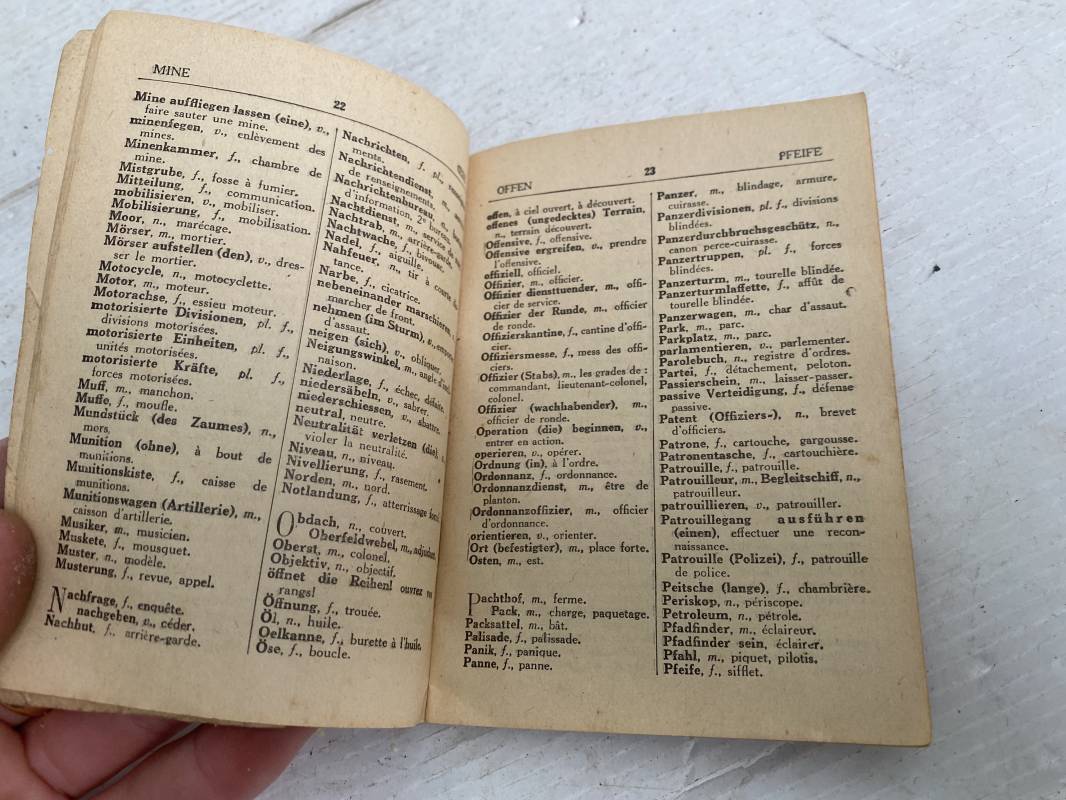 MINE
22
Mine auffliegen lassen (eine), v.,
faire sauter une mine.
minenfegen, v., enlèvement des
mines.
Minenkammer, f., chambre de
mine.
Mistgrube, f., fosse à fumier.
Mitteilung, f., communication.
mobilisieren, v., mobiliser.
Mobilisierung, f., mobilisation.
Moor, n., marécage.
Mörser, m., mortier.
Mörser aufstellen (den), v., dres-
ser le mortier.
Motocycle, n., motocyclette.
Motor, m., moteur.
Motorachse, f., essieu moteur.
motorisierte Divisionen, pl. f.,
divisions motorisées.
motorisierte Einheiten, pl. f.,
unités motorisées.
motorisierte Kräfte, pl. f.,
forces motorisées.
Muff, m., manchon.
Muffe, f., moufle.
Mundstück (des Zaumes), n.,
mors.
Munition (ohne), à bout de
munitions.
Munitionskiste, f., caisse de
munitions.
Munitionswagen (Artillerie), m.,
caisson d'artillerie.
Musiker, m., musicien.
Muskete, f., mousquet.
Muster, n., modèle.
Musterung, f., revue, appel.
Nachfrage, f., enquête.
nachgeben, v., céder.
Nachhut, f., arrière-garde.
Nachrichten, f. pl.,
ments.
Nachrichtendienst,
de renseignements.
Nachrichtenbureau, n.,
d'information, 2e
Nachtdienst, m., service de
Nachtrab, m., arrière-garde.
Nachtwache, f., bivouac.
Nadel, f., aiguille.
Nahfeuer, n., tir à courte
tance.
Narbe, f., cicatrice.
nebeneinander marschieren,
marcher de front.
nehmen (im Sturm), v.,
d'assaut.
neigen (sich), v., obliquer.
Neigungswinkel, m., angle
naison.
Niederlage, f., échec, défaite.
niedersäbeln, v., sabrer.
niederschiessen, v., abattre.
neutral, neutre.
Neutralität verletzen (die),
violer la neutralité.
Niveau, n., niveau.
Nivellierung, f., rasement.
Norden, m., nord.
Notlandung, f., atterrissage
Obdach, n., couvert.
Oberfeldwebel, m., adjudant.
Oberst, m., colonel.
Objektiv, n., objectif.
öffnet die Reihen! ouvrez vos
rangs!
Öffnung, f., trouée.
Öl, n., huile.
Oelkanne, f., burette à l'huile.
Öse, f., boucle.
OFFEN
23
PFEIFE
offen, à ciel ouvert, à découvert.
offenes (ungedecktes) Terrain,
n., terrain découvert.
Offensive, f., offensive.
Offensive ergreifen, v., prendre
l'offensive.
offiziell, officiel.
Offizier, m., officier.
Offizier diensttuender, m., offi-
cier de service.
Offizier der Runde, m., officier
de ronde.
Offizierskantine, f., cantine d'offi-
cier.
Offiziersmesse, f., mess des offi-
ciers.
Offizier (Stabs), m., les grades de :
commandant, lieutenant-colonel,
colonel.
Offizier (wachhabender), m.,
officier de ronde.
Operation (die) beginnen, v.,
entrer en action.
operieren, v., opérer.
Ordnung (in), à l'ordre.
Ordonnanz, f., ordonnance.
Ordonnanzdienst, m., être de
planton.
Ordonnanzoffizier, m., officier
d'ordonnance.
orientieren, v., orienter.
Ort (befestigter), m., place forte.
Osten, m., est.
Pachthof, m., ferme.
Pack, m., charge, paquetage.
Packsattel, m., bât.
Palisade, f., palissade.
Panik, f., panique.
Panne, f., panne.
Panzer, m., blindage, armure,
cuirasse.
Panzerdivisionen, pl. f., divisions
blindées.
Panzerdurchbruchsgeschütz, n.,
canon perce-cuirasse.
Panzertruppen, pl. f., forces
blindées.
Panzerturm, m., tourelle blindée.
Panzerturmlaffette, f., affût de
tourelle blindée.
Panzerwagen, m., char d'assaut.
Park, m., parc.
Parkplatz, m., parc.
parlamentieren, v., parlementer.
Parolebuch, n., registre d'ordres.
Partei, f., détachement, peloton.
Passierschein, m., laisser-passer.
passive Verteidigung, f., défense
passive.
Patent (Offiziers-), n., brevet
d'officiers.
Patrone, f., cartouche, gargousse.
Patronentasche, f., cartouchière.
Patrouille, f., patrouille.
Patrouilleur, m., Begleitschiff, n.,
patrouilleur.
patrouillieren, v., patrouiller.
Patrouillegang ausführen
(einen), effectuer une recon-
naissance.
Patrouille (Polizei), f., patrouille
de police.
Peitsche (lange), f., chambrière.
Periskop, n., périscope.
Petroleum, n., pétrole.
Pfadfinder, m., éclaireur.
Pfadfinder sein, éclairer.
Pfahl, m., piquet, pilotis.
Pfeife, f., sifflet.